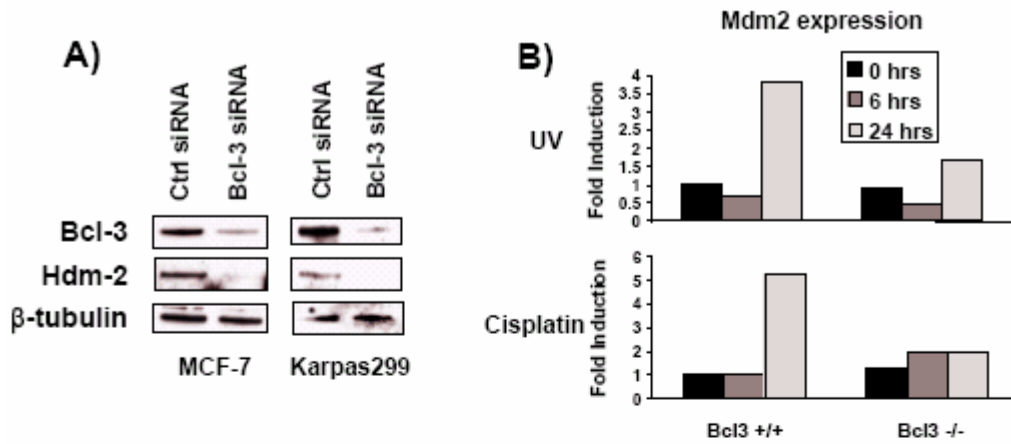 A)
Ctrl siRNA
Bcl-3 siRNA
Ctrl siRNA
Bcl-3 siRNA
Bcl-3
Hdm-2
β-tubulin
MCF-7
Karpas299
B)
Mdm2 expression
0 hrs
6 hrs
24 hrs
UV
Fold Induction
4
3.5
3
2.5
2
1.5
1
0.5
0
Cisplatin
Fold Induction
6
5
4
3
2
1
0
Bcl3 +/+
Bcl3 -/-